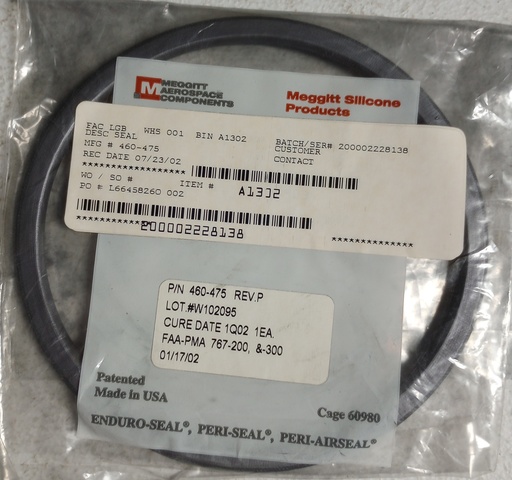 MEGGITT
AEROSPACE
COMPONENTS
Meggitt Silicone
Products
FAC LGB WHS 001 BIN A1302
DESC SEAL
BATCH/SER# 200002228138
CUSTOMER
MFG # 460-475
CONTACT
REC DATE 07/23/02
********************
WO / SO #
ITEM # A1302
PO # L66458260 002
****************
200002228138
P/N 460-475 REV.P
LOT.#W102095
CURE DATE 1Q02 1EA.
FAA-PMA 767-200, &-300
01/17/02
Patented
Made in USA
Cage 60980
ENDURO-SEAL®, PERI-SEAL®, PERI-AIRSEAL®